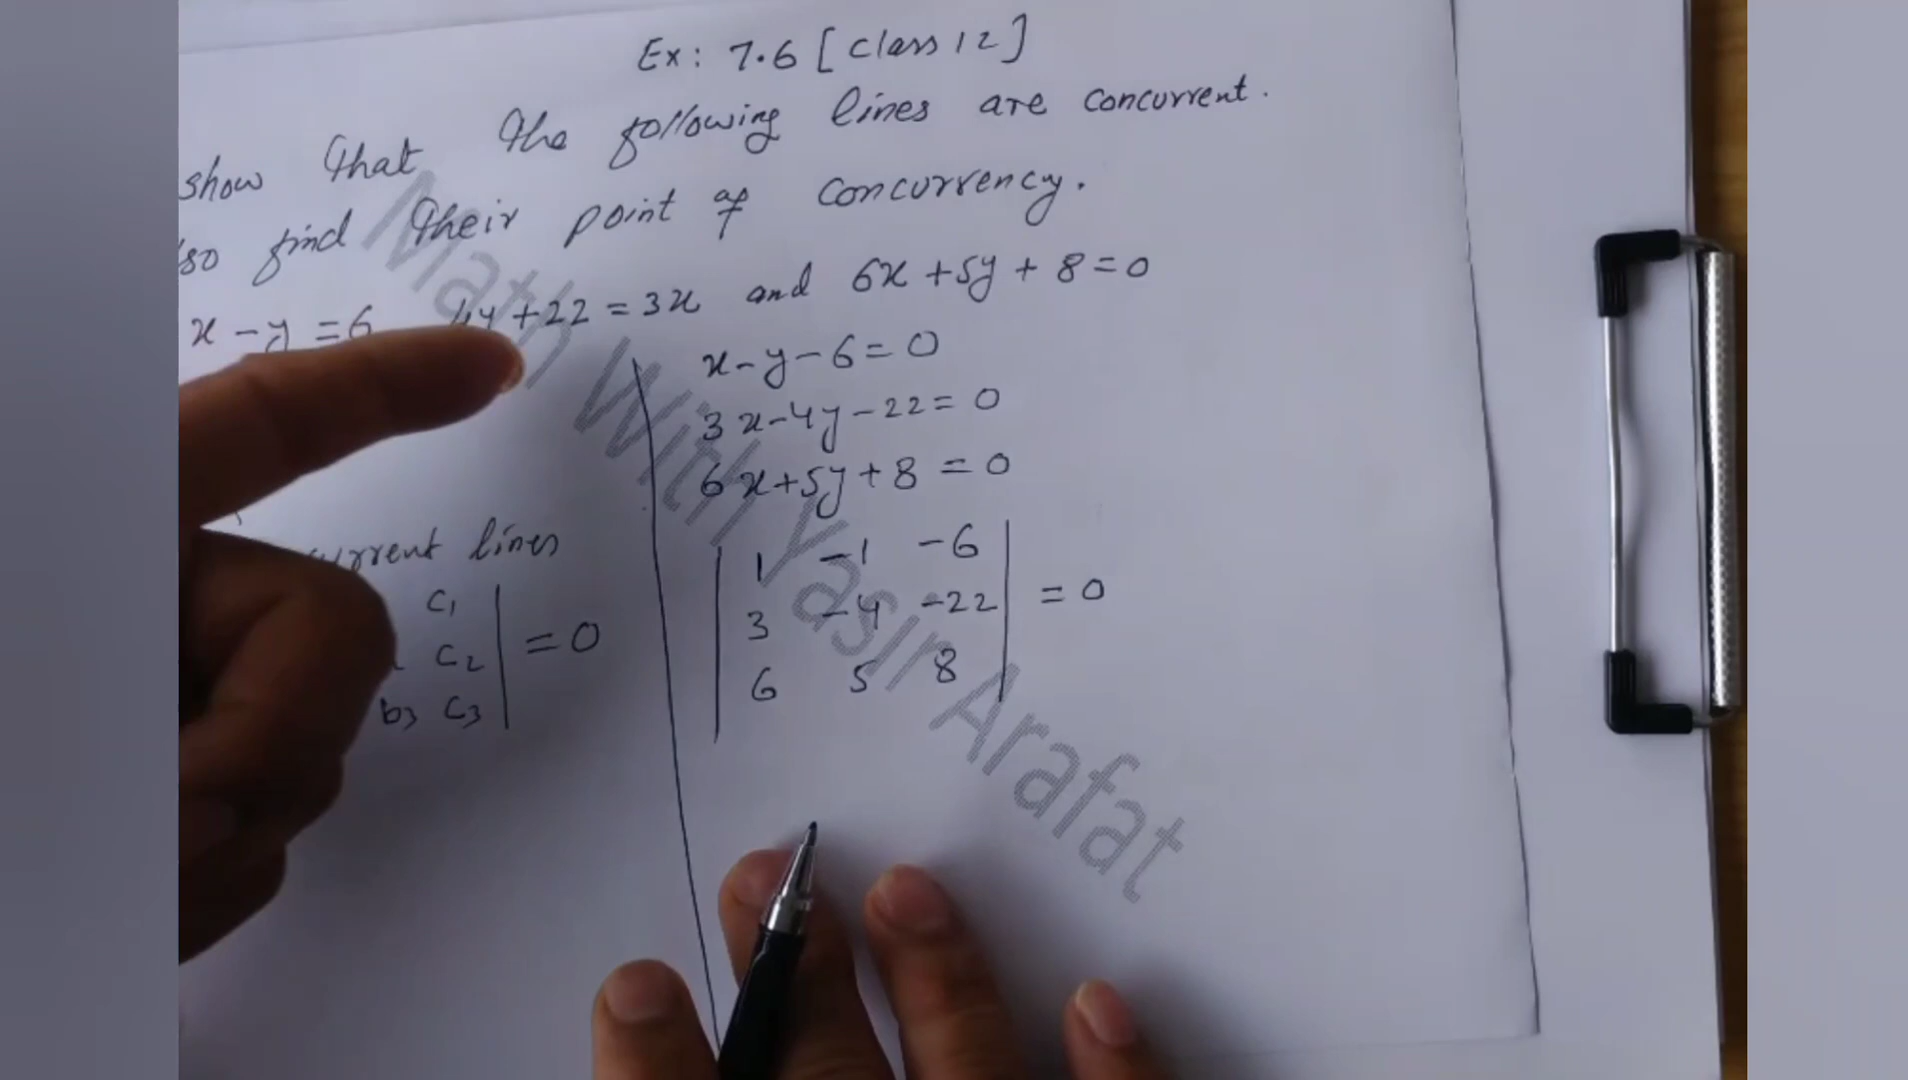 Ex: 7.6 [Class 12]
show that the following lines are concurrent.
so find their point of concurrency.
x - y = 6 4y + 22 = 3x and 6x + 5y + 8 = 0
x - y - 6 = 0
3x - 4y - 22 = 0
6x + 5y + 8 = 0
lines
c₁
c₂ = 0
b₃ c₃
1 -1 -6
3 -4 -22 = 0
6 5 8
Math With Yasir Arafat